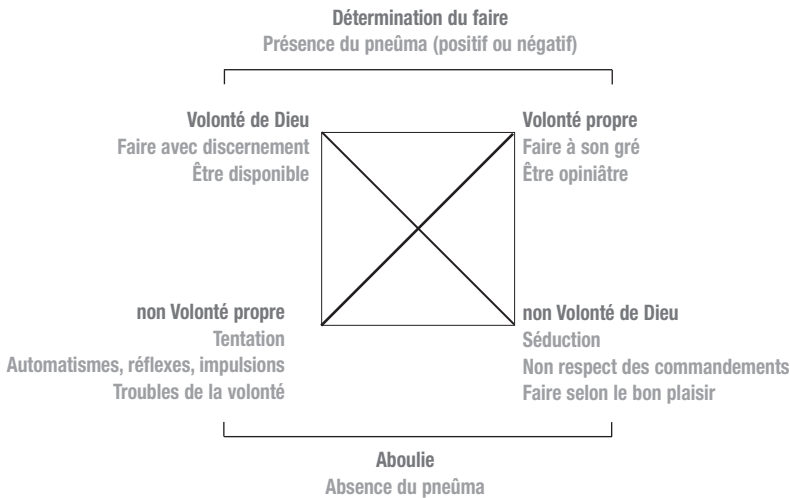 Détermination du faire
Présence du pneûma (positif ou négatif)
Volonté de Dieu
Faire avec discernement
Être disponible
Volonté propre
Faire à son gré
Être opiniâtre
non Volonté propre
Tentation
Automatismes, réflexes, impulsions
Troubles de la volonté
non Volonté de Dieu
Séduction
Non respect des commandements
Faire selon le bon plaisir
Aboulie
Absence du pneûma